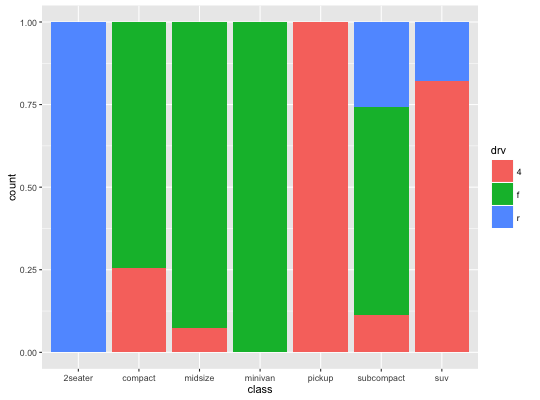 1.00
0.75
0.50
0.25
0.00
count
2seater compact midsize minivan pickup subcompact suv
class
drv
4
f
r